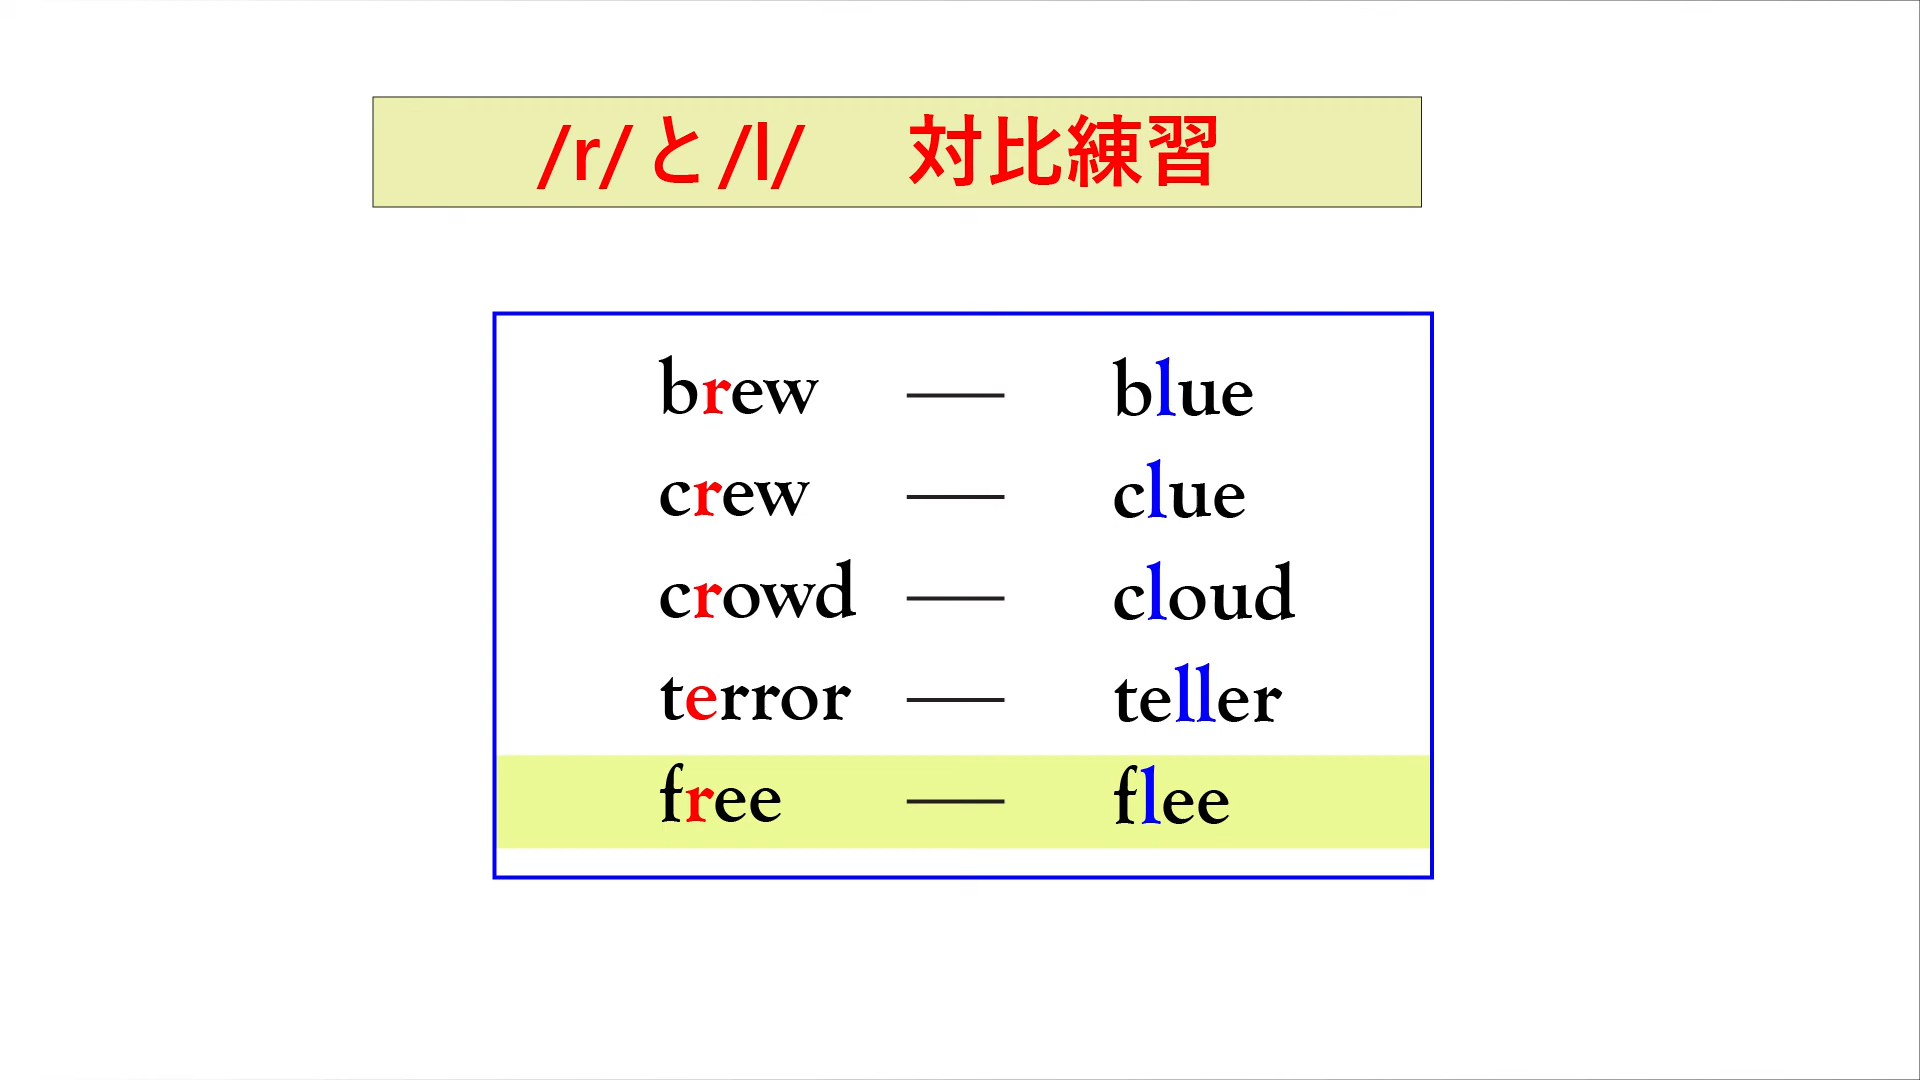 /r/と/l/ 対比練習
brew — blue
crew — clue
crowd — cloud
terror — teller
free — flee